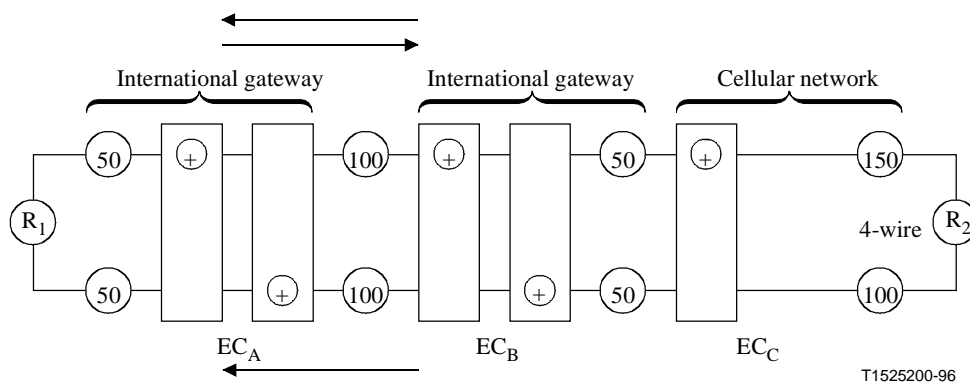 International gateway International gateway Cellular network
50 + 100 + 50 + 150
R1 4-wire R2
50 + 100 + 50 100
ECA ECB ECC
T1525200-96